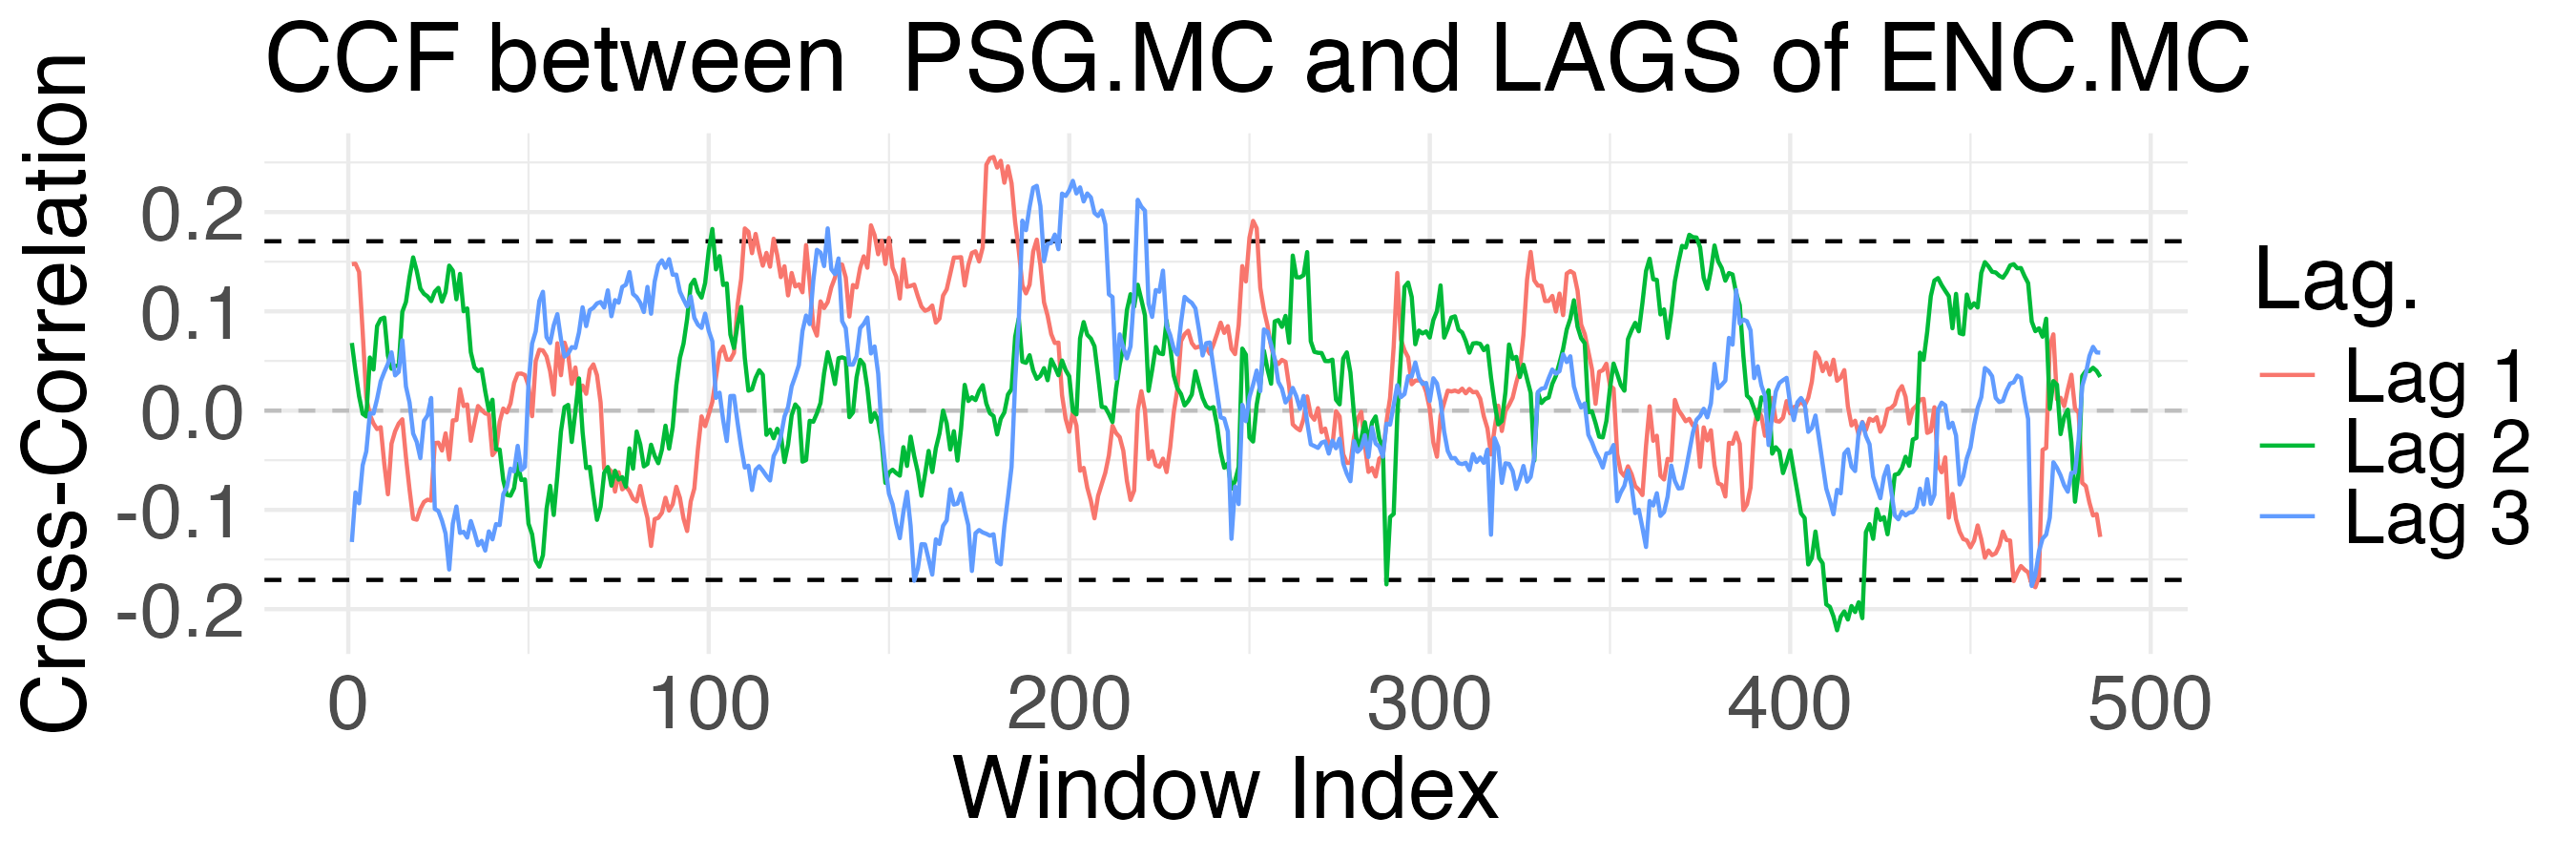 CCF between  PSG.MC and LAGS of ENC.MC
Cross-Correlation
0.2
0.1
0.0
-0.1
-0.2
0 100 200 300 400 500
Window Index
Lag.
Lag 1
Lag 2
Lag 3